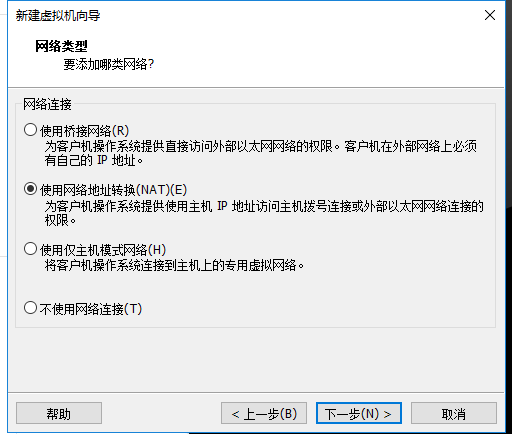 新建虚拟机向导
网络类型
要添加哪类网络?
网络连接
使用桥接网络(R)
为客户机操作系统提供直接访问外部以太网网络的权限。客户机在外部网络上必须
有自己的 IP 地址。
使用网络地址转换(NAT)(E)
为客户机操作系统提供使用主机 IP 地址访问主机拨号连接或外部以太网网络连接的
权限。
使用仅主机模式网络(H)
将客户机操作系统连接到主机上的专用虚拟网络。
不使用网络连接(T)
帮助
< 上一步(B)
下一步(N) >
取消